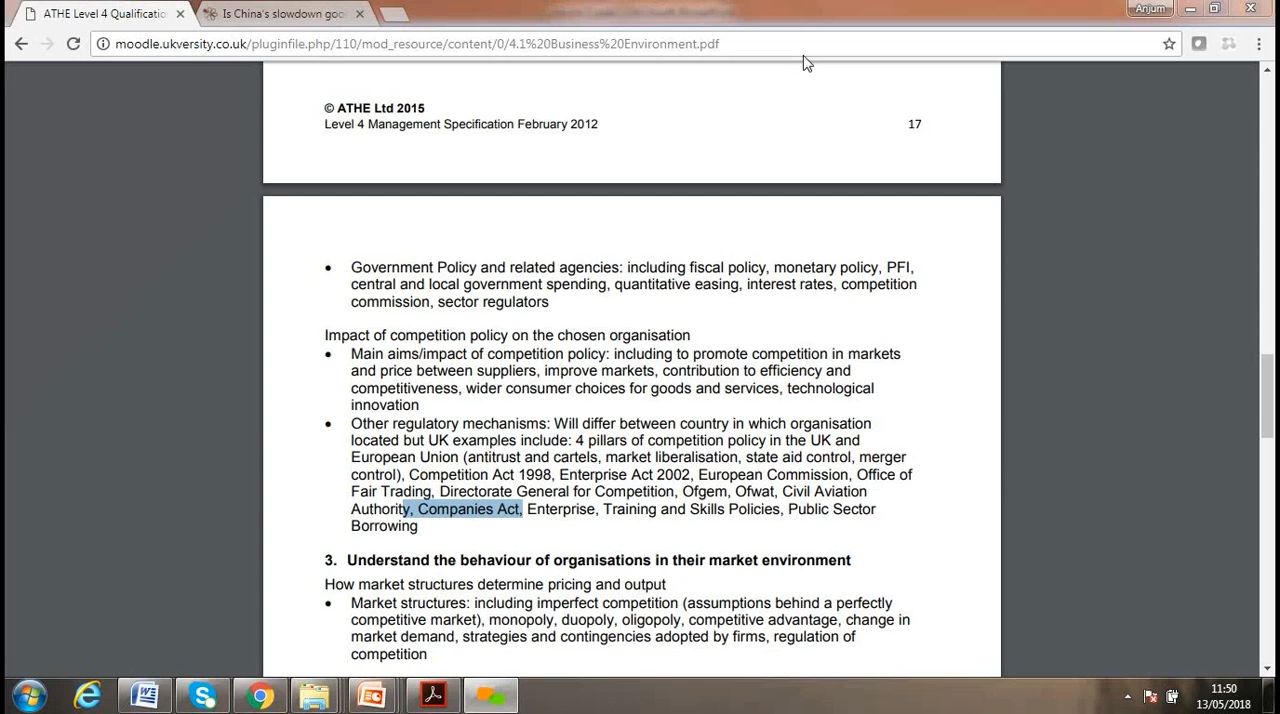 ATHE Level 4 Qualificatio
Is China's slowdown goo
Anjum
moodle.ukversity.co.uk/pluginfile.php/110/mod_resource/content/0/4.1%20Business%20Environment.pdf
© ATHE Ltd 2015
Level 4 Management Specification February 2012
17
• Government Policy and related agencies: including fiscal policy, monetary policy, PFI,
central and local government spending, quantitative easing, interest rates, competition
commission, sector regulators
Impact of competition policy on the chosen organisation
• Main aims/impact of competition policy: including to promote competition in markets
and price between suppliers, improve markets, contribution to efficiency and
competitiveness, wider consumer choices for goods and services, technological
innovation
• Other regulatory mechanisms: Will differ between country in which organisation
located but UK examples include: 4 pillars of competition policy in the UK and
European Union (antitrust and cartels, market liberalisation, state aid control, merger
control), Competition Act 1998, Enterprise Act 2002, European Commission, Office of
Fair Trading, Directorate General for Competition, Ofgem, Ofwat, Civil Aviation
Authority, Companies Act, Enterprise, Training and Skills Policies, Public Sector
Borrowing
3. Understand the behaviour of organisations in their market environment
How market structures determine pricing and output
• Market structures: including imperfect competition (assumptions behind a perfectly
competitive market), monopoly, duopoly, oligopoly, competitive advantage, change in
market demand, strategies and contingencies adopted by firms, regulation of
competition
11:50
13/05/2018